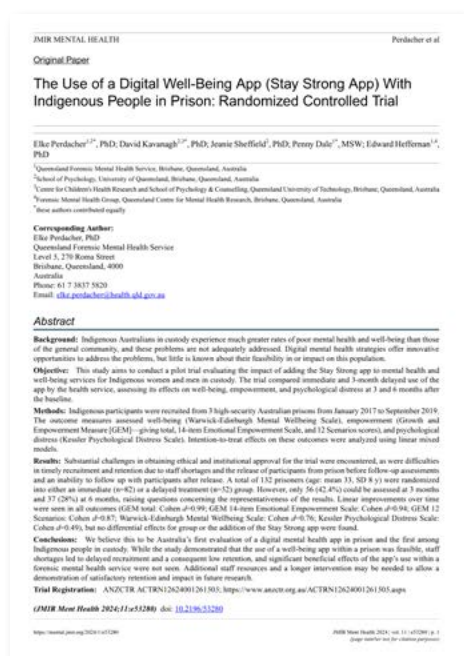 JMIR MENTAL HEALTH Perdacher et al
Original Paper
The Use of a Digital Well-Being App (Stay Strong App) With
Indigenous People in Prison: Randomized Controlled Trial
Elke Perdacher1,2*, PhD; David Kavanagh2,3*, PhD; Jeanie Sheffield2, PhD; Penny Dale1*, MSW; Edward Heffernan1,4,
PhD
1Queensland Forensic Mental Health Service, Brisbane, Queensland, Australia
2School of Psychology, University of Queensland, Brisbane, Queensland, Australia
3Centre for Children's Health Research and School of Psychology & Counselling, Queensland University of Technology, Brisbane, Queensland, Australia
4Forensic Mental Health Group, Queensland Centre for Mental Health Research, Brisbane, Queensland, Australia
*these authors contributed equally
Corresponding Author:
Elke Perdacher, PhD
Queensland Forensic Mental Health Service
Level 5, 270 Roma Street
Brisbane, Queensland, 4000
Australia
Phone: 61 7 3837 5820
Email: elke.perdacher@health.qld.gov.au
Abstract
Background: Indigenous Australians in custody experience much greater rates of poor mental health and well-being than those
of the general community, and these problems are not adequately addressed. Digital mental health strategies offer innovative
opportunities to address the problems, but little is known about their feasibility in or impact on this population.
Objective: This study aims to conduct a pilot trial evaluating the impact of adding the Stay Strong app to mental health and
well-being services for Indigenous women and men in custody. The trial compared immediate and 3-month delayed use of the
app by the health service, assessing its effects on well-being, empowerment, and psychological distress at 3 and 6 months after
the baseline.
Methods: Indigenous participants were recruited from 3 high-security Australian prisons from January 2017 to September 2019.
The outcome measures assessed well-being (Warwick-Edinburgh Mental Wellbeing Scale), empowerment (Growth and
Empowerment Measure [GEM]—giving total, 14-item Emotional Empowerment Scale, and 12 Scenarios scores), and psychological
distress (Kessler Psychological Distress Scale). Intention-to-treat effects on these outcomes were analyzed using linear mixed
models.
Results: Substantial challenges in obtaining ethical and institutional approval for the trial were encountered, as were difficulties
in timely recruitment and retention due to staff shortages and the release of participants from prison before follow-up assessments
and an inability to follow up with participants after release. A total of 132 prisoners (age: mean 33, SD 8 y) were randomized
into either an immediate (n=82) or a delayed treatment (n=52) group. However, only 56 (42.4%) could be assessed at 3 months
and 37 (28%) at 6 months, raising questions concerning the representativeness of the results. Linear improvements over time
were seen in all outcomes (GEM total: Cohen d=0.99; GEM 14-item Emotional Empowerment Scale: Cohen d=0.94; GEM 12
Scenarios: Cohen d=0.87; Warwick-Edinburgh Mental Wellbeing Scale: Cohen d=0.76; Kessler Psychological Distress Scale:
Cohen d=0.49), but no differential effects for group or the addition of the Stay Strong app were found.
Conclusions: We believe this to be Australia's first evaluation of a digital mental health app in prison and the first among
Indigenous people in custody. While the study demonstrated that the use of a well-being app within a prison was feasible, staff
shortages led to delayed recruitment and a consequent low retention, and significant beneficial effects of the app's use within a
forensic mental health service were not seen. Additional staff resources and a longer intervention may be needed to allow a
demonstration of satisfactory retention and impact in future research.
Trial Registration: ANZCTR ACTRN12624001261505; https://www.anzctr.org.au/ACTRN12624001261505.aspx
(JMIR Ment Health 2024;11:e53280) doi: 10.2196/53280
https://mental.jmir.org/2024/1/e53280 JMIR Ment Health 2024 | vol. 11 | e53280 | p. 1
(page number not for citation purposes)